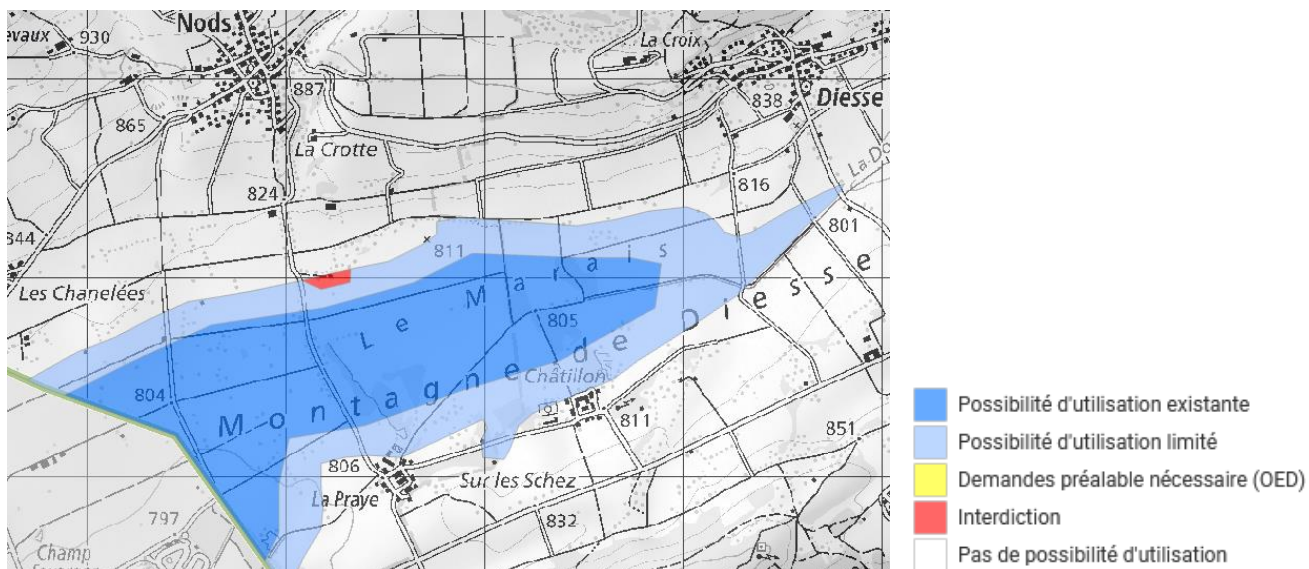 Nods
evaux
930
La Croix
887
838
Diesse
865
La Crotte
824
816
La Do
844
811
801
Les Chanelées
Le Marais
805
804
Montagne de Diesse
Châtillon
811
851
806
La Praye
Sur les Schez
797
832
Champ
Possibilité d'utilisation existante
Possibilité d'utilisation limité
Demandes préalable nécessaire (OED)
Interdiction
Pas de possibilité d'utilisation